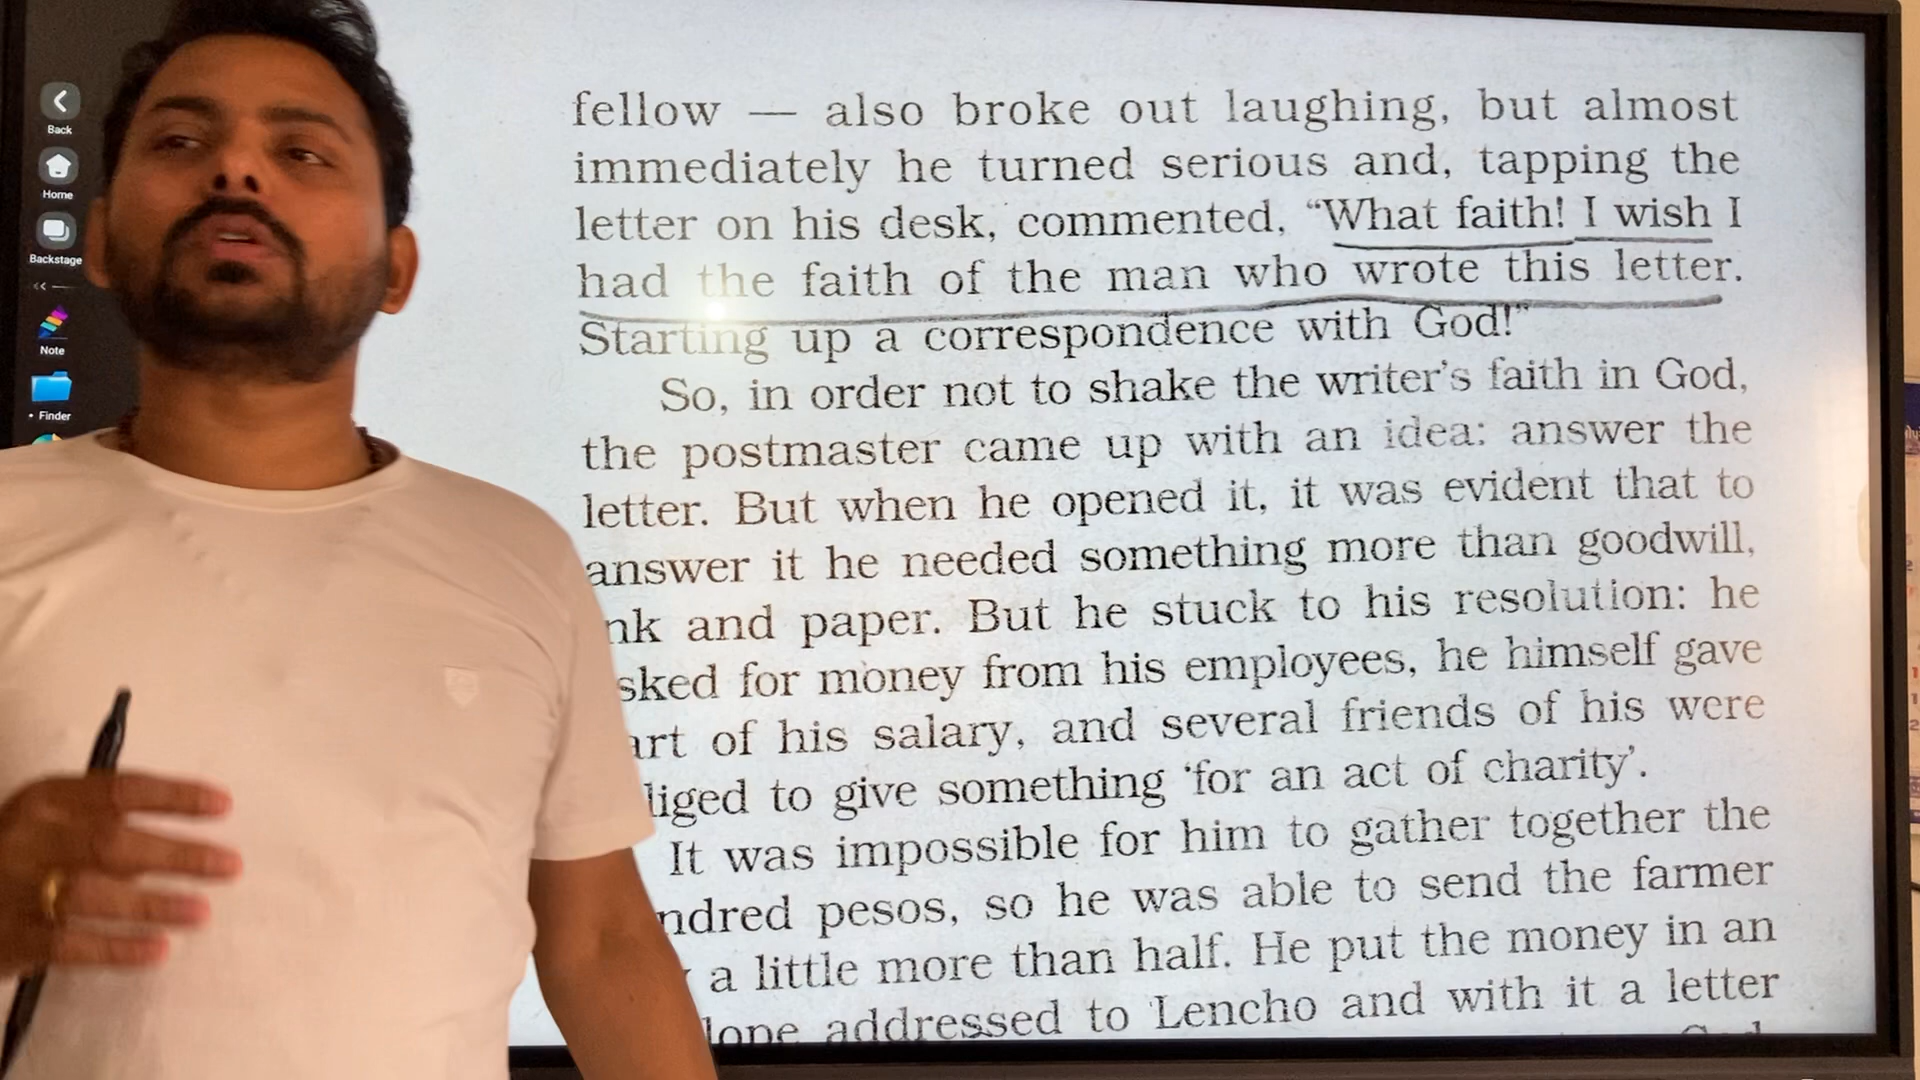 Back
Home
Backstage
Note
Finder
fellow — also broke out laughing, but almost
immediately he turned serious and, tapping the
letter on his desk, commented, “What faith! I wish I
had the faith of the man who wrote this letter.
Starting up a correspondence with God!”
So, in order not to shake the writer’s faith in God,
the postmaster came up with an idea: answer the
letter. But when he opened it, it was evident that to
answer it he needed something more than goodwill,
nk and paper. But he stuck to his resolution: he
sked for money from his employees, he himself gave
art of his salary, and several friends of his were
liged to give something ‘for an act of charity’.
It was impossible for him to gather together the
ndred pesos, so he was able to send the farmer
a little more than half. He put the money in an
lope addressed to Lencho and with it a letter